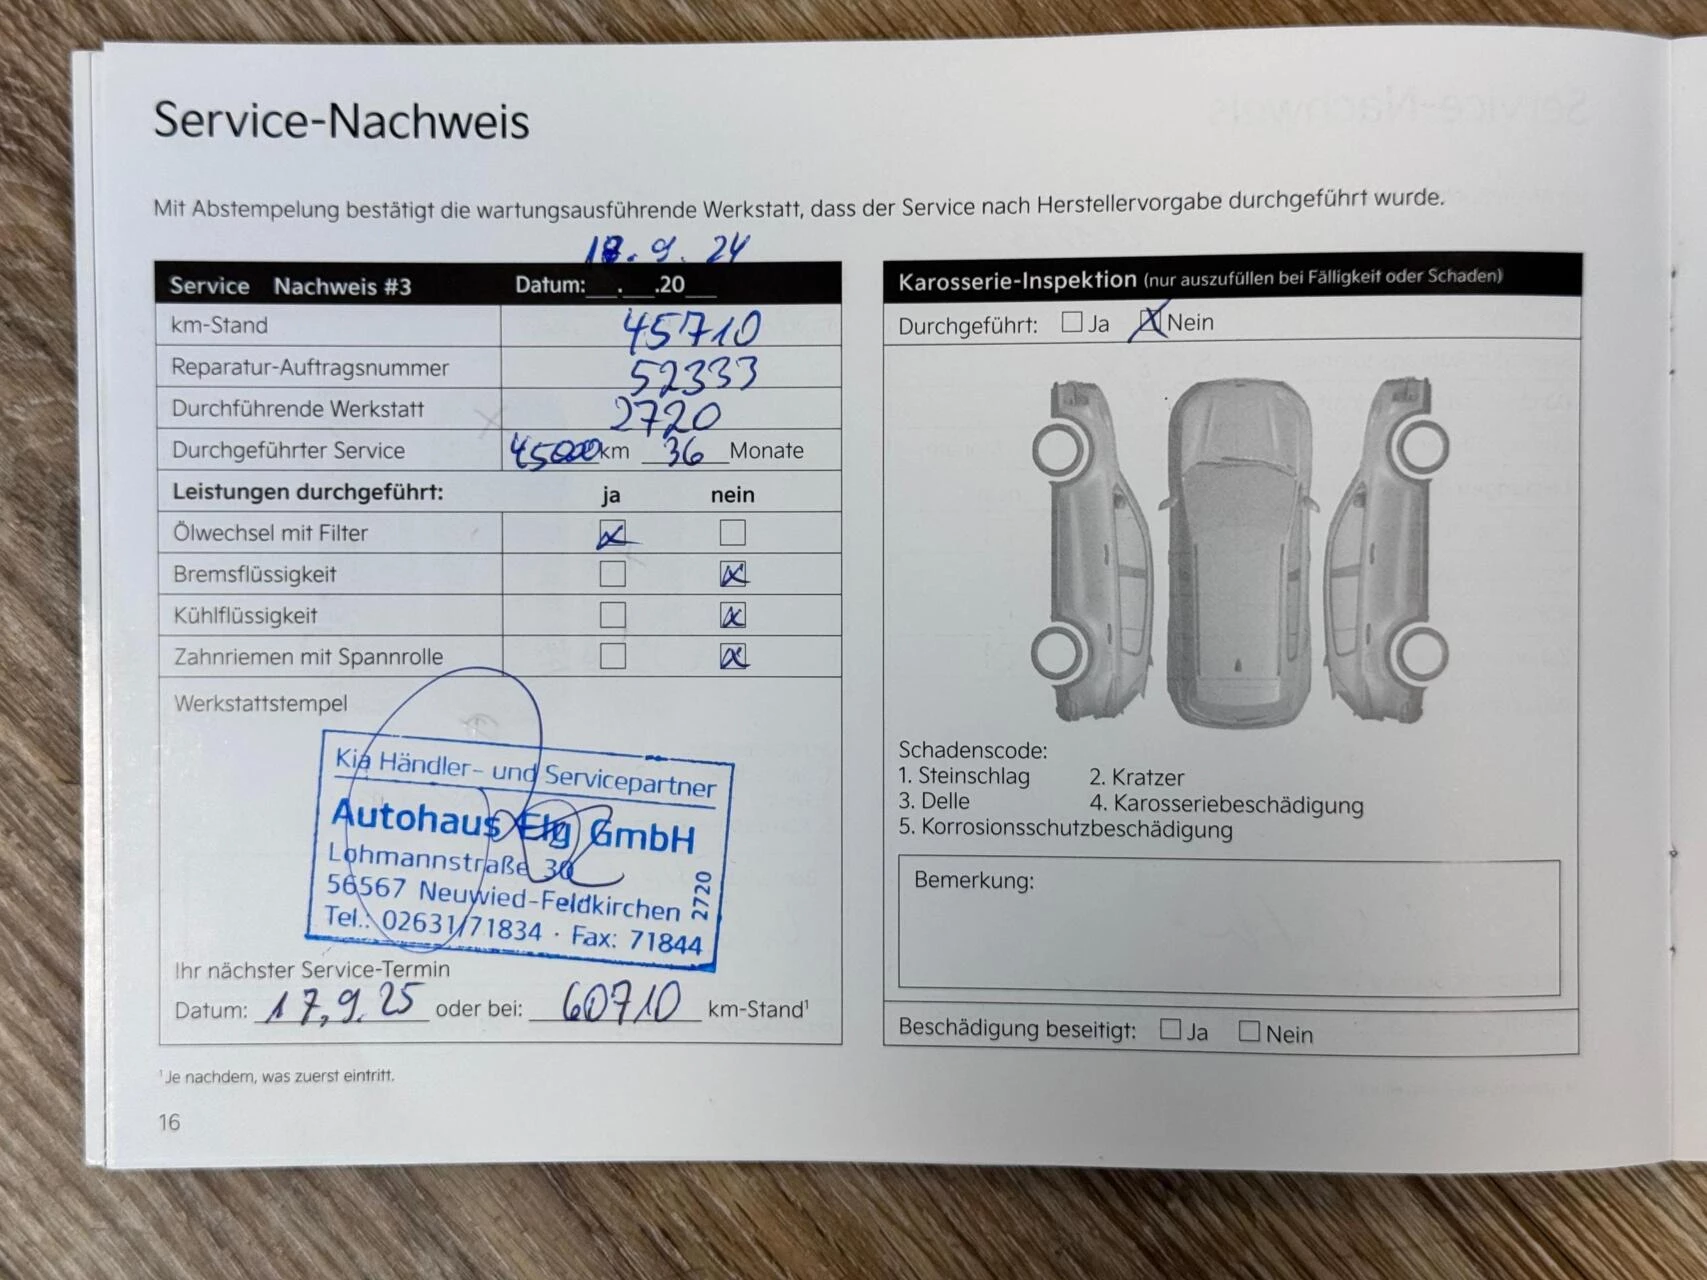 Service-Nachweis
Mit Abstempelung bestätigt die wartungsausführende Werkstatt, dass der Service nach Herstellervorgabe durchgeführt wurde.
.9.24
Service Nachweis #3 Datum:__.__.20__
km-Stand 45710
Reparatur-Auftragsnummer 52333
Durchführende Werkstatt 2720
Durchgeführter Service 45000 km 36 Monate
Leistungen durchgeführt: ja nein
Ölwechsel mit Filter
Bremsflüssigkeit
Kühlflüssigkeit
Zahnriemen mit Spannrolle
Werkstattstempel
Kia Händler- und Servicepartner
Autohaus Elg GmbH
Lohmannstraße 30
56567 Neuwied-Feldkirchen
Tel.: 02631/71834 · Fax: 71844
2720
Ihr nächster Service-Termin
Datum: 17,9.25 oder bei: 60710 km-Stand¹
¹ Je nachdem, was zuerst eintritt.
16
Karosserie-Inspektion (nur auszufüllen bei Fälligkeit oder Schaden)
Durchgeführt: Ja Nein
Schadenscode:
1. Steinschlag 2. Kratzer
3. Delle 4. Karosseriebeschädigung
5. Korrosionsschutzbeschädigung
Bemerkung:
Beschädigung beseitigt: Ja Nein